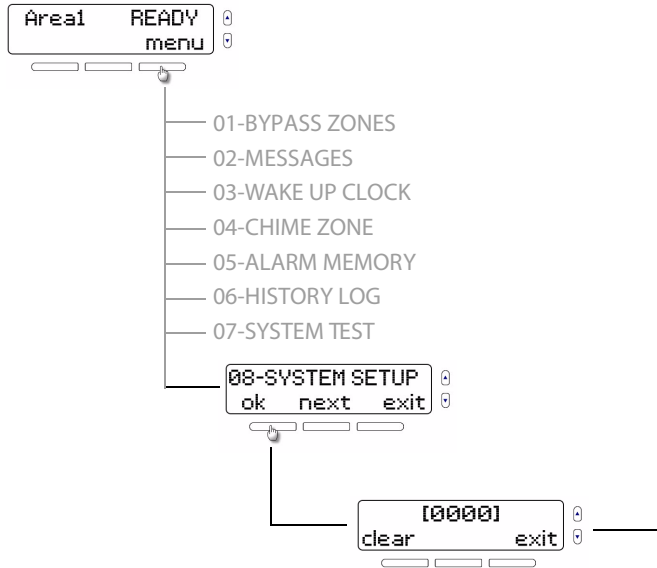 Area1 READY
menu
01-BYPASS ZONES
02-MESSAGES
03-WAKE UP CLOCK
04-CHIME ZONE
05-ALARM MEMORY
06-HISTORY LOG
07-SYSTEM TEST
08-SYSTEM SETUP
ok next exit
[0000]
clear exit